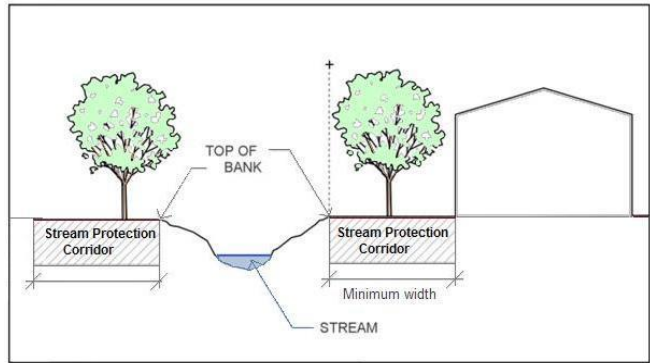 TOP OF
BANK
Stream Protection
Corridor
Stream Protection
Corridor
Minimum width
STREAM